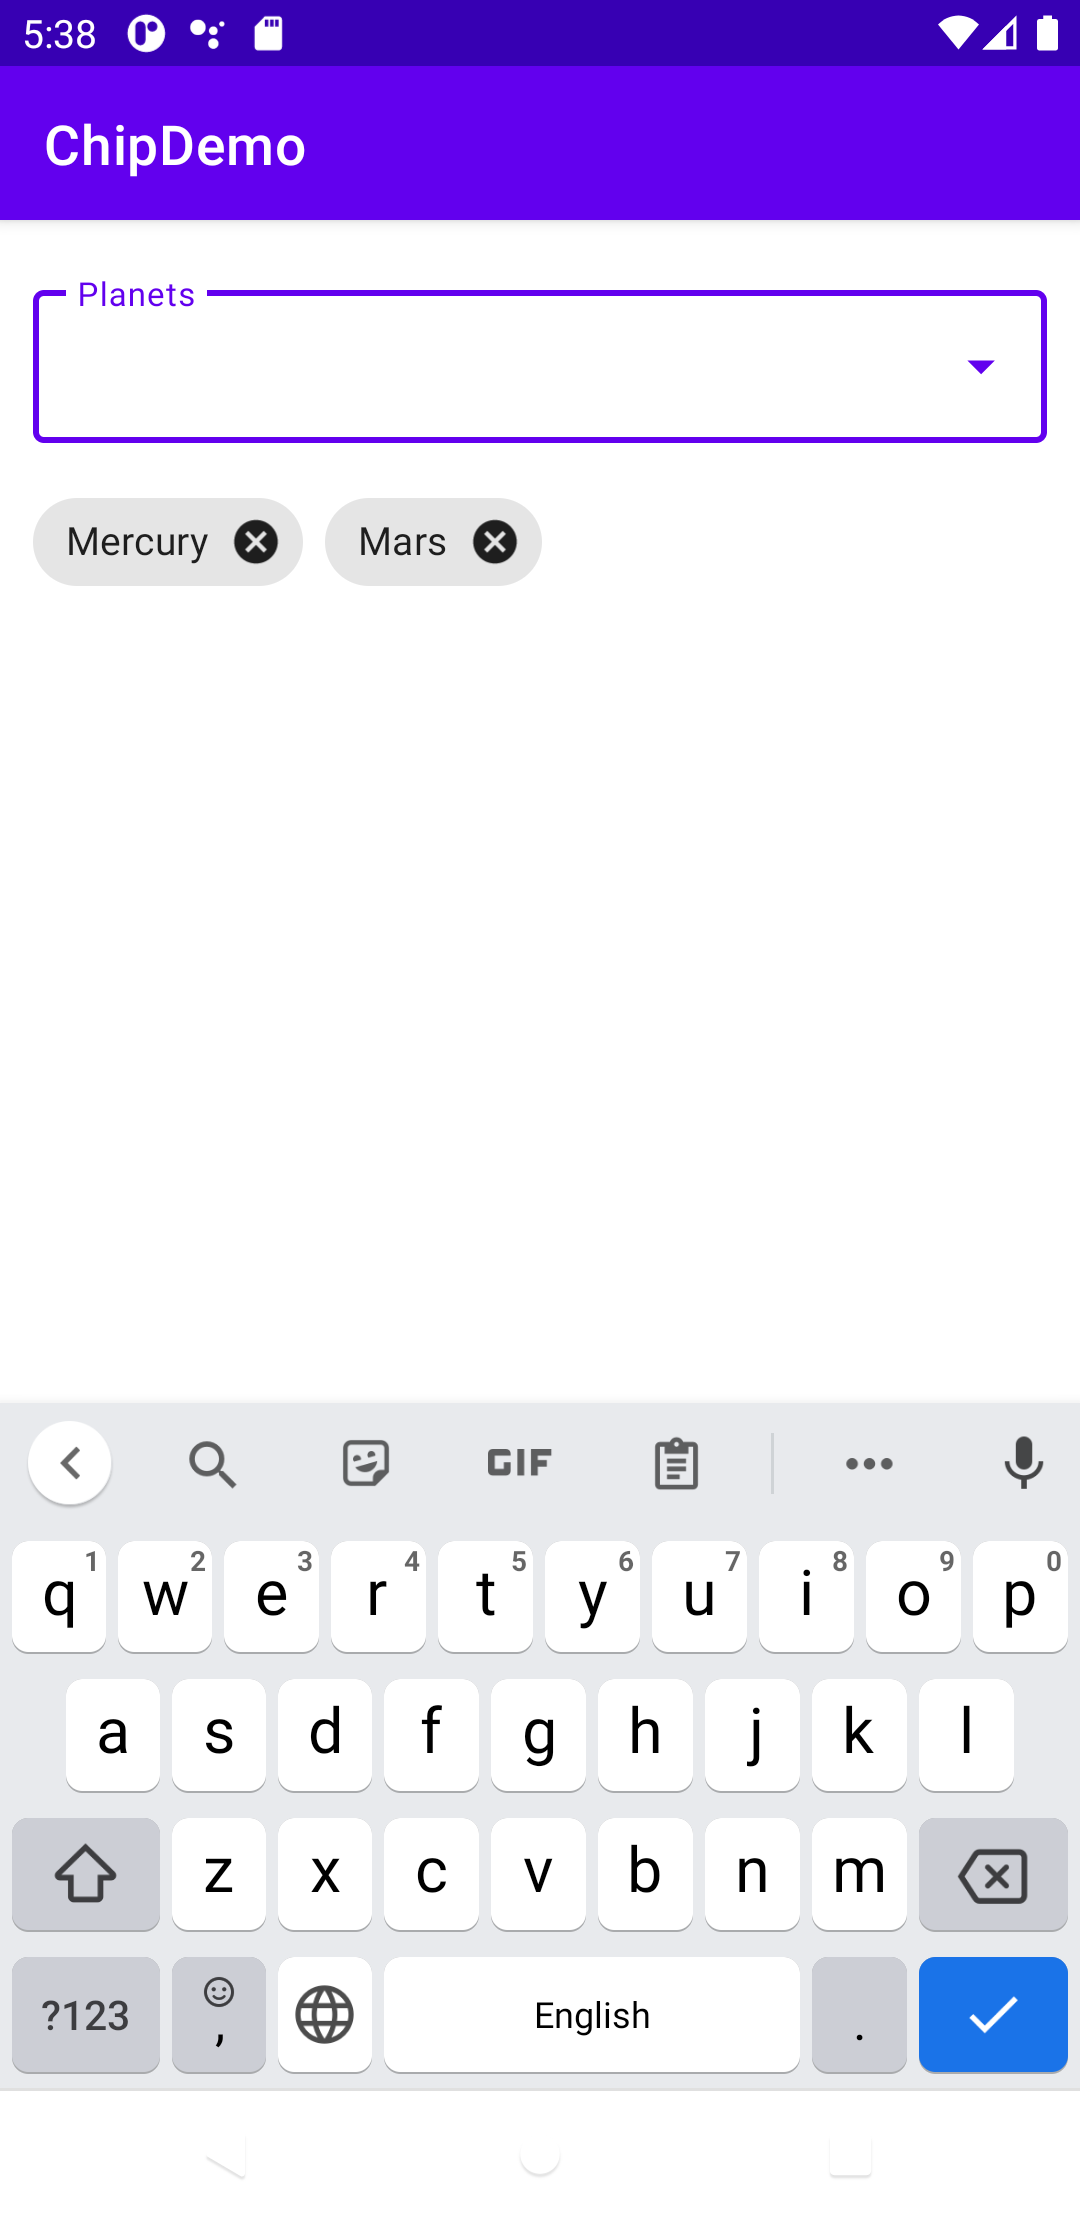 5:38
ChipDemo
Planets
Mercury Mars
GIF
q 1 w 2 e 3 r 4 t 5 y 6 u 7 i 8 o 9 p 0
a s d f g h j k l
z x c v b n m
?123 , English .